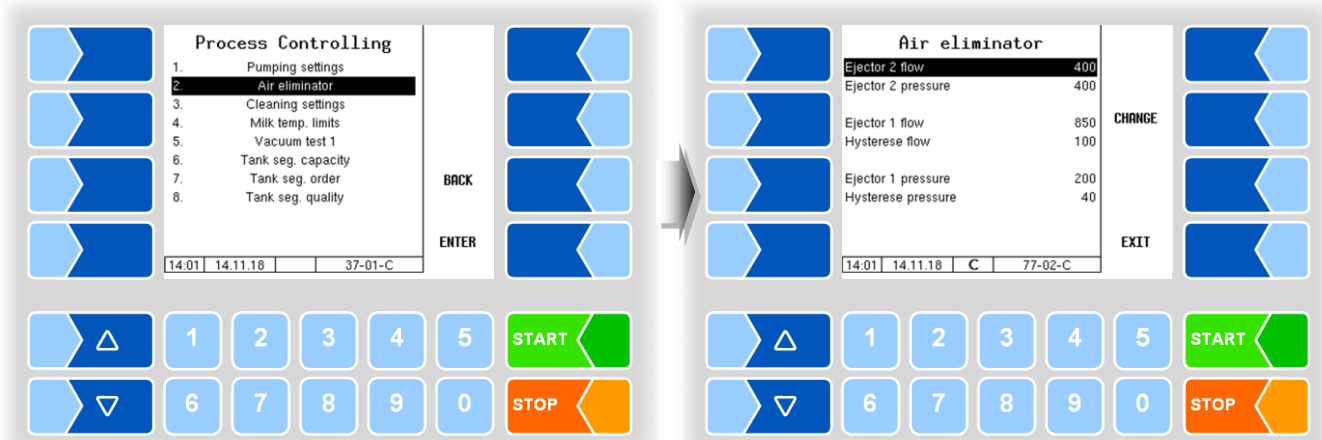 Process Controlling
1. Pumping settings
2. Air eliminator
3. Cleaning settings
4. Milk temp. limits
5. Vacuum test 1
6. Tank seg. capacity
7. Tank seg. order
8. Tank seg. quality
BACK
ENTER
14:01 14.11.18 37-01-C
1 2 3 4 5 START
6 7 8 9 0 STOP
Air eliminator
Ejector 2 flow 400
Ejector 2 pressure 400
Ejector 1 flow 850
Hysterese flow 100
Ejector 1 pressure 200
Hysterese pressure 40
CHANGE
EXIT
14:01 14.11.18 C 77-02-C
1 2 3 4 5 START
6 7 8 9 0 STOP